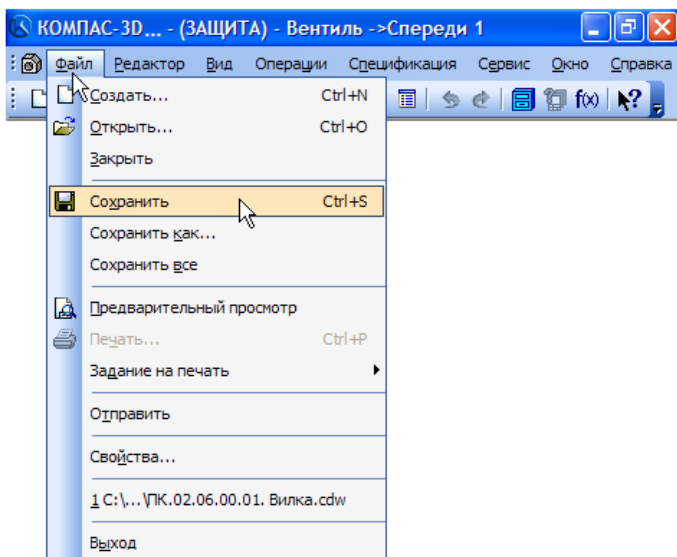 КОМПАС-3D... - (ЗАЩИТА) - Вентиль ->Спереди 1
Файл Редактор Вид Операции Спецификация Сервис Окно Справка
f(x) ?
Создать... Ctrl+N
Открыть... Ctrl+O
Закрыть
Сохранить Ctrl+S
Сохранить как...
Сохранить все
Предварительный просмотр
Печать... Ctrl+P
Задание на печать
Отправить
Свойства...
1 C:\...\ПК.02.06.00.01. Вилка.cdw
Выход